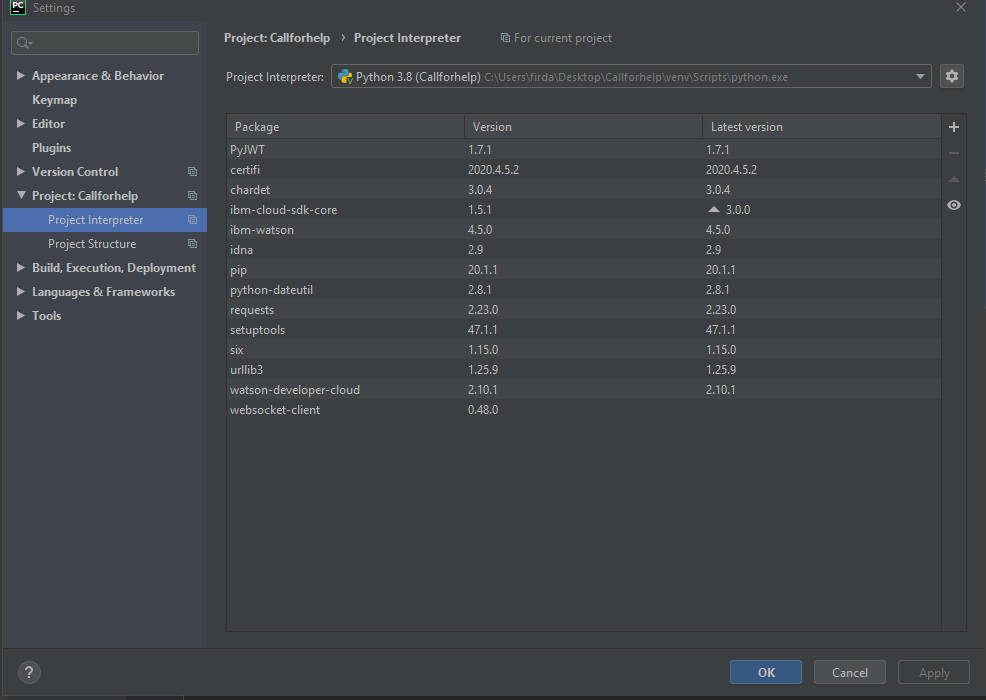 PC Settings
Project: Callforhelp › Project Interpreter For current project
Project Interpreter: Python 3.8 (Callforhelp) C:\Users\firda\Desktop\Callforhelp\venv\Scripts\python.exe
Appearance & Behavior
Keymap
Editor
Plugins
Version Control
Project: Callforhelp
Project Interpreter
Project Structure
Build, Execution, Deployment
Languages & Frameworks
Tools
Package Version Latest version
PyJWT 1.7.1 1.7.1
certifi 2020.4.5.2 2020.4.5.2
chardet 3.0.4 3.0.4
ibm-cloud-sdk-core 1.5.1 3.0.0
ibm-watson 4.5.0 4.5.0
idna 2.9 2.9
pip 20.1.1 20.1.1
python-dateutil 2.8.1 2.8.1
requests 2.23.0 2.23.0
setuptools 47.1.1 47.1.1
six 1.15.0 1.15.0
urllib3 1.25.9 1.25.9
watson-developer-cloud 2.10.1 2.10.1
websocket-client 0.48.0
? OK Cancel Apply